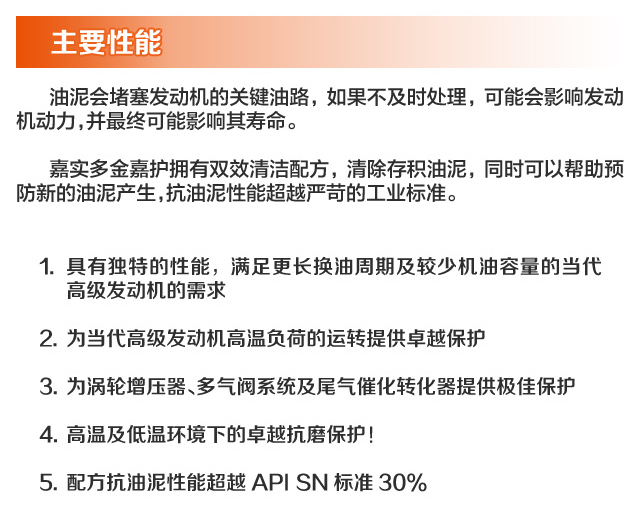 主要性能
油泥会堵塞发动机的关键油路，如果不及时处理，可能会影响发动
机动力,并最终可能影响其寿命。
嘉实多金嘉护拥有双效清洁配方，清除存积油泥，同时可以帮助预
防新的油泥产生,抗油泥性能超越严苛的工业标准。
1. 具有独特的性能，满足更长换油周期及较少机油容量的当代
高级发动机的需求
2. 为当代高级发动机高温负荷的运转提供卓越保护
3. 为涡轮增压器、多气阀系统及尾气催化转化器提供极佳保护
4. 高温及低温环境下的卓越抗磨保护！
5. 配方抗油泥性能超越 API SN 标准 30%